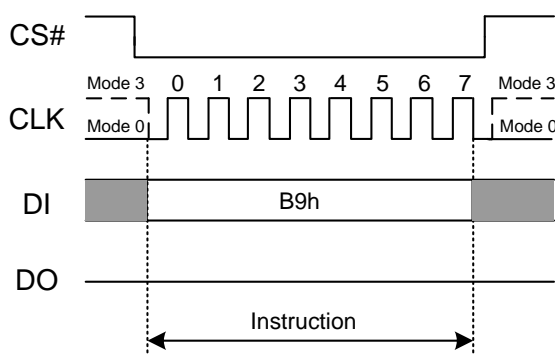 CS#
Mode 3 0 1 2 3 4 5 6 7 Mode 3
CLK
Mode 0 Mode 0
DI B9h
DO
Instruction